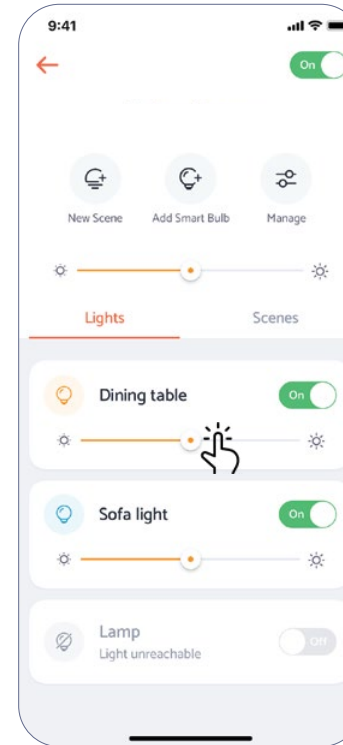 9:41
On
New Scene
Add Smart Bulb
Manage
Lights
Scenes
Dining table
On
Sofa light
On
Lamp
Off
Light unreachable